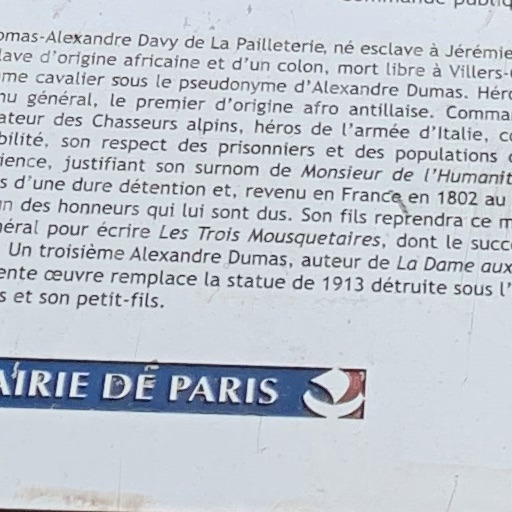 omas-Alexandre Davy de La Pailleterie, né esclave à Jérémie
lave d'origine africaine et d'un colon, mort libre à Villers-
me cavalier sous le pseudonyme d'Alexandre Dumas. Héro
nu général, le premier d'origine afro antillaise. Comma
ateur des Chasseurs alpins, héros de l'armée d'Italie, c
bilité, son respect des prisonniers et des populations
ience, justifiant son surnom de Monsieur de l'Humanit
s d'une dure détention et, revenu en France en 1802 au
un des honneurs qui lui sont dus. Son fils reprendra ce m
néral pour écrire Les Trois Mousquetaires, dont le succ
Un troisième Alexandre Dumas, auteur de La Dame aux
ente œuvre remplace la statue de 1913 détruite sous l'
s et son petit-fils.
AIRIE DE PARIS